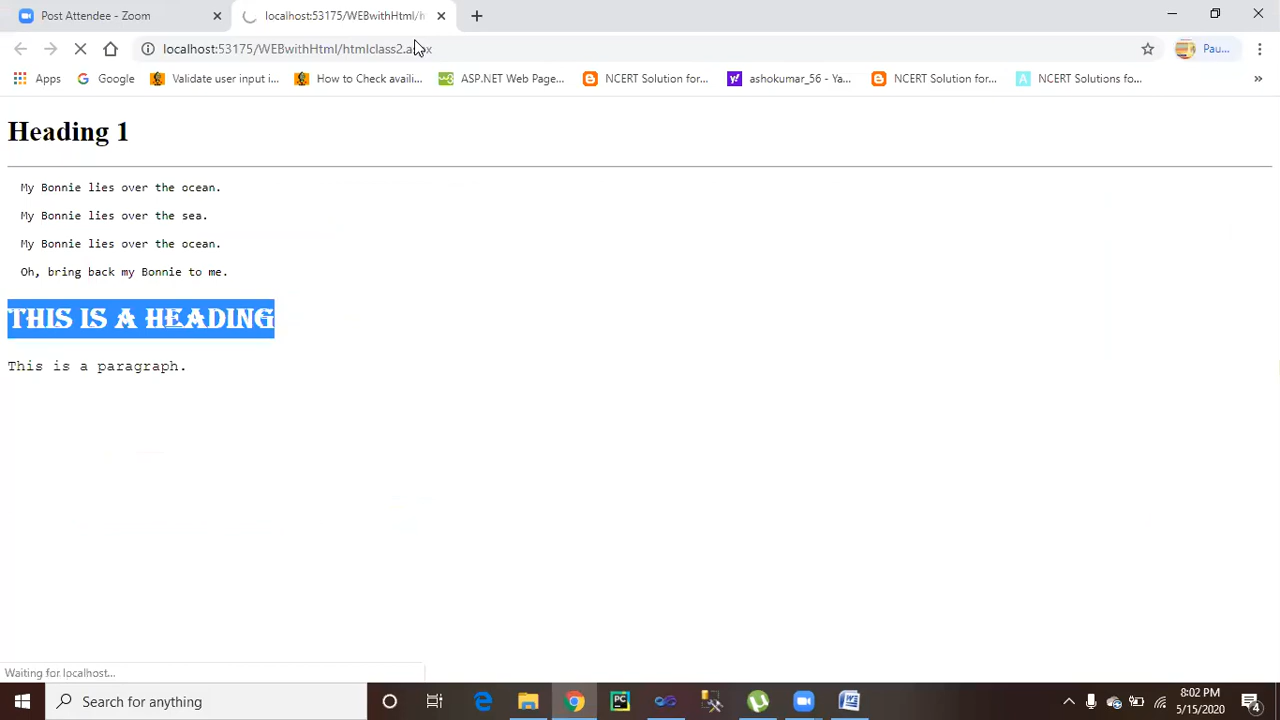 Post Attendee - Zoom
localhost:53175/WEBwithHtml/h
localhost:53175/WEBwithHtml/htmlclass2.aspx
Pau...
Apps
Google
Validate user input i...
How to Check availi...
ASP.NET Web Page...
NCERT Solution for...
ashokumar_56 - Ya...
NCERT Solution for...
NCERT Solutions fo...
Heading 1
My Bonnie lies over the ocean.
My Bonnie lies over the sea.
My Bonnie lies over the ocean.
Oh, bring back my Bonnie to me.
THIS IS A HEADING
This is a paragraph.
Waiting for localhost...
Search for anything
8:02 PM
5/15/2020
4